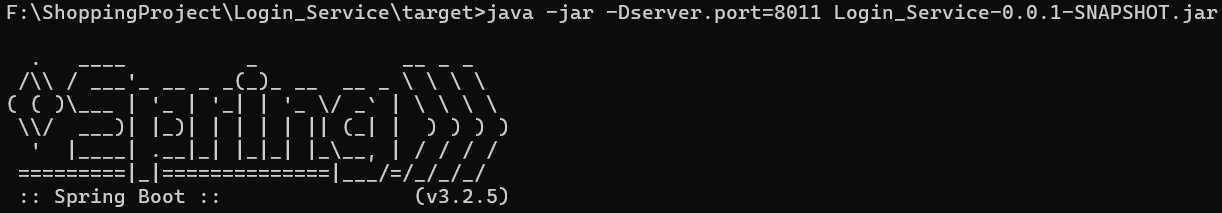 F:\ShoppingProject\Login_Service\target>java -jar -Dserver.port=8011 Login_Service-0.0.1-SNAPSHOT.jar
  .   ____          _            __ _ _
 /\\ / ___'_ __ _ _(_)_ __  __ _ \ \ \ \
( ( )\___ | '_ | '_| | '_ \/ _` | \ \ \ \
 \\/  ___)| |_)| | | | | || (_| |  ) ) ) )
  '  |____| .__|_| |_|_| |_\__, | / / / /
 =========|_|==============|___/=/_/_/_/
 :: Spring Boot ::                (v3.2.5)